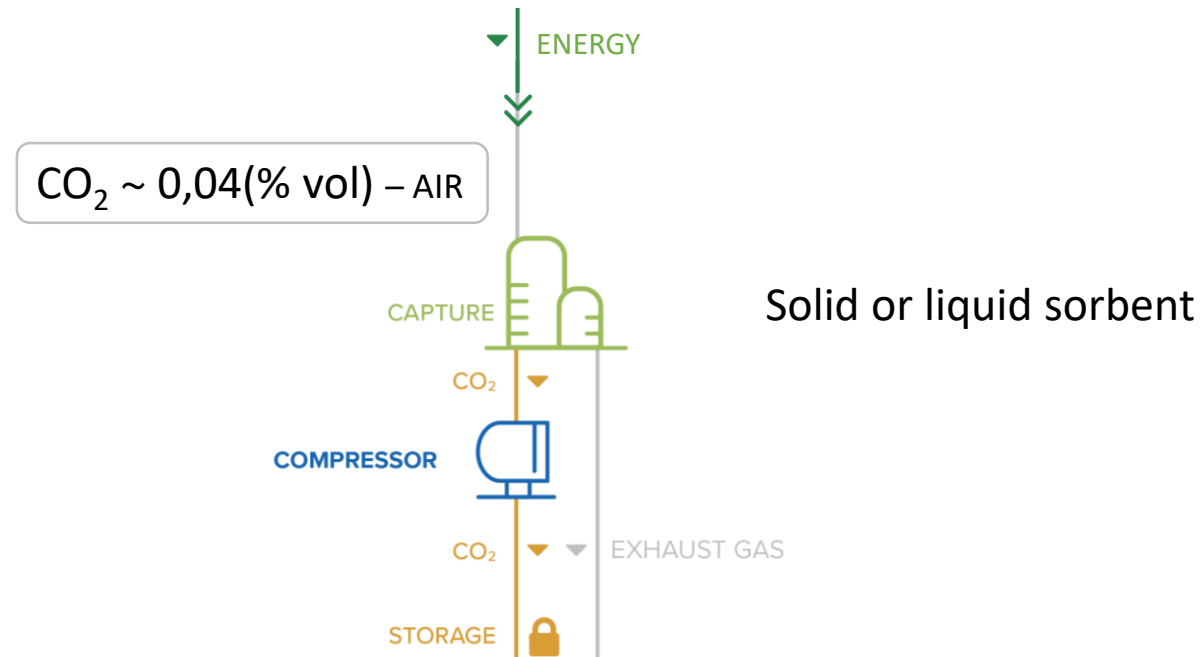 ENERGY
CO₂ ~ 0,04(% vol) – AIR
CAPTURE
Solid or liquid sorbent
CO₂
COMPRESSOR
CO₂
EXHAUST GAS
STORAGE